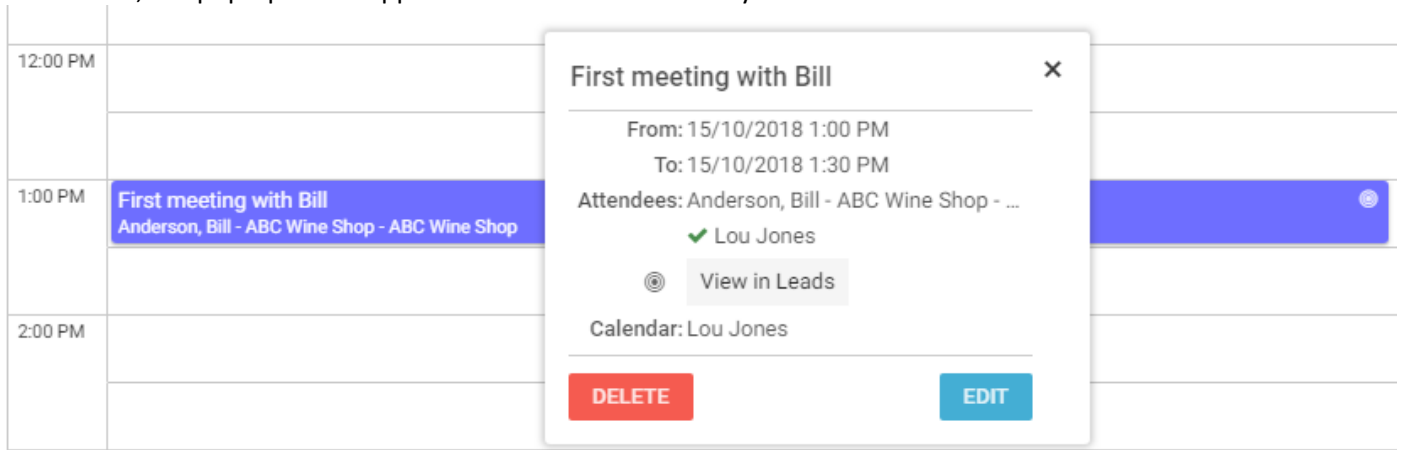 12:00 PM
First meeting with Bill
×
From: 15/10/2018 1:00 PM
To: 15/10/2018 1:30 PM
1:00 PM
First meeting with Bill
Anderson, Bill - ABC Wine Shop - ABC Wine Shop
Attendees: Anderson, Bill - ABC Wine Shop - ...
✔ Lou Jones
View in Leads
2:00 PM
Calendar: Lou Jones
DELETE
EDIT